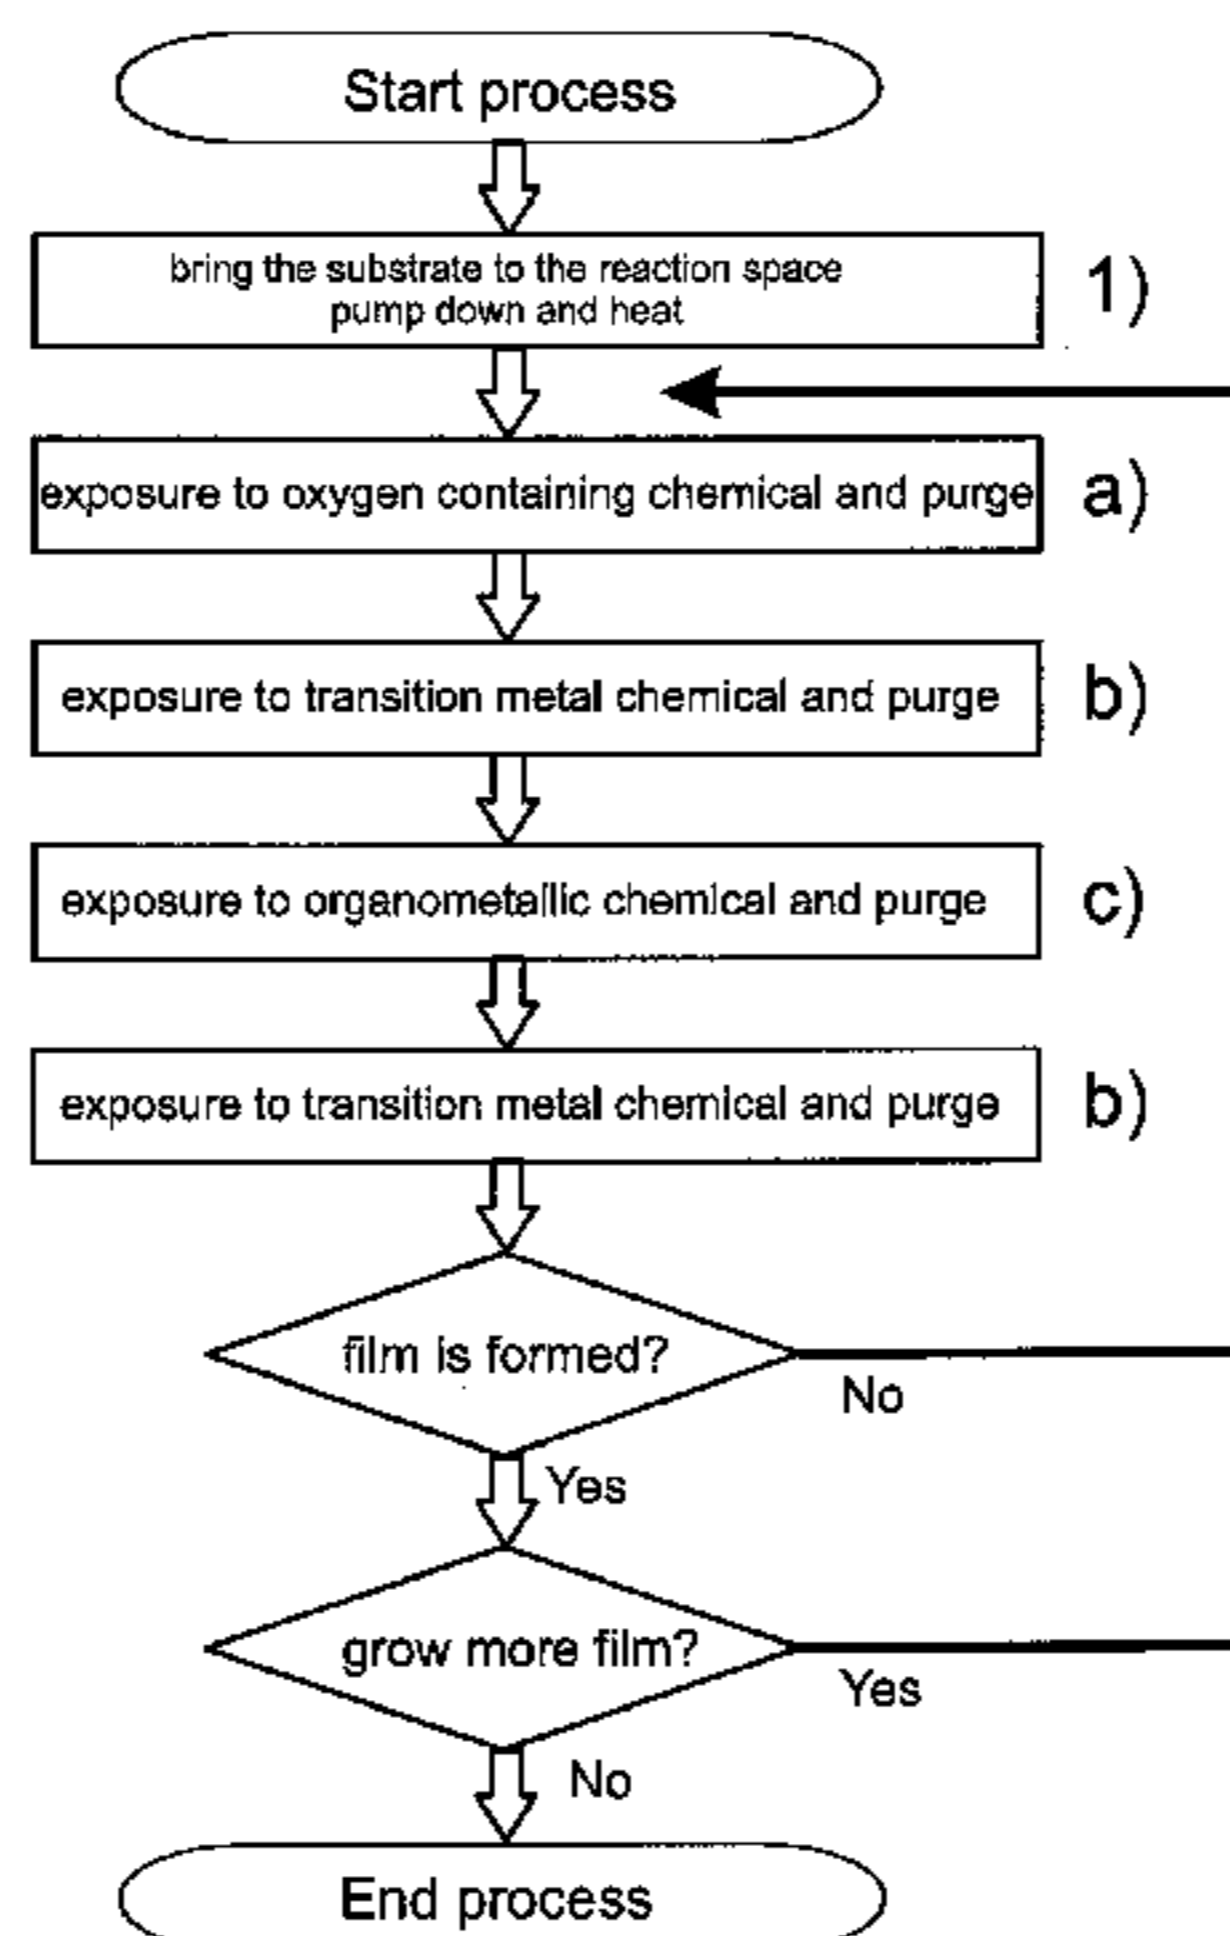 Start process
bring the substrate to the reaction space
pump down and heat
1)
exposure to oxygen containing chemical and purge
a)
exposure to transition metal chemical and purge
b)
exposure to organometallic chemical and purge
c)
exposure to transition metal chemical and purge
b)
film is formed?
No
Yes
grow more film?
Yes
No
End process